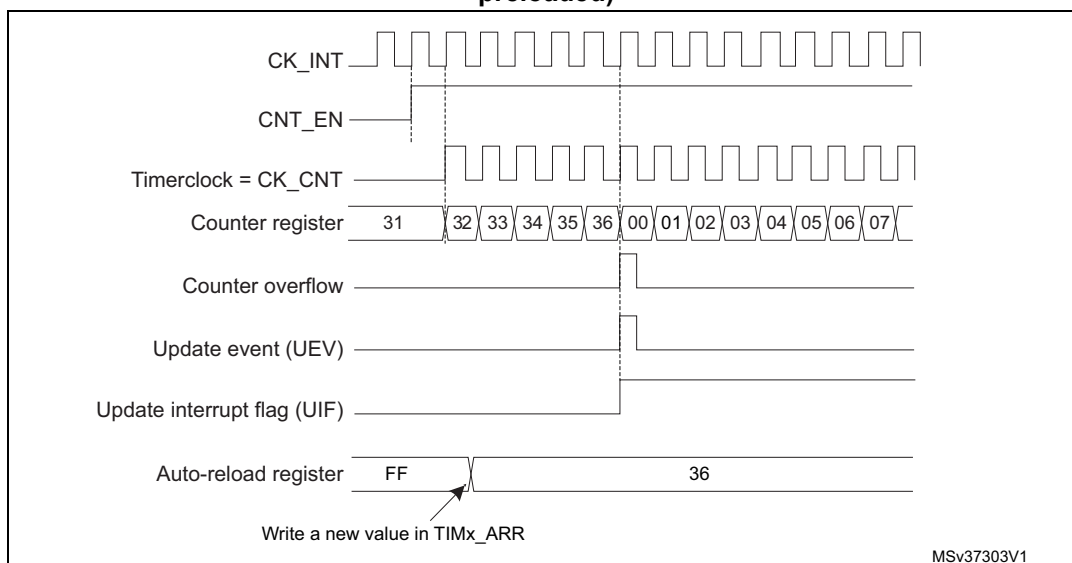 preloaded)
CK_INT
CNT_EN
Timerclock = CK_CNT
Counter register 31 32 33 34 35 36 00 01 02 03 04 05 06 07
Counter overflow
Update event (UEV)
Update interrupt flag (UIF)
Auto-reload register FF 36
Write a new value in TIMx_ARR
MSv37303V1